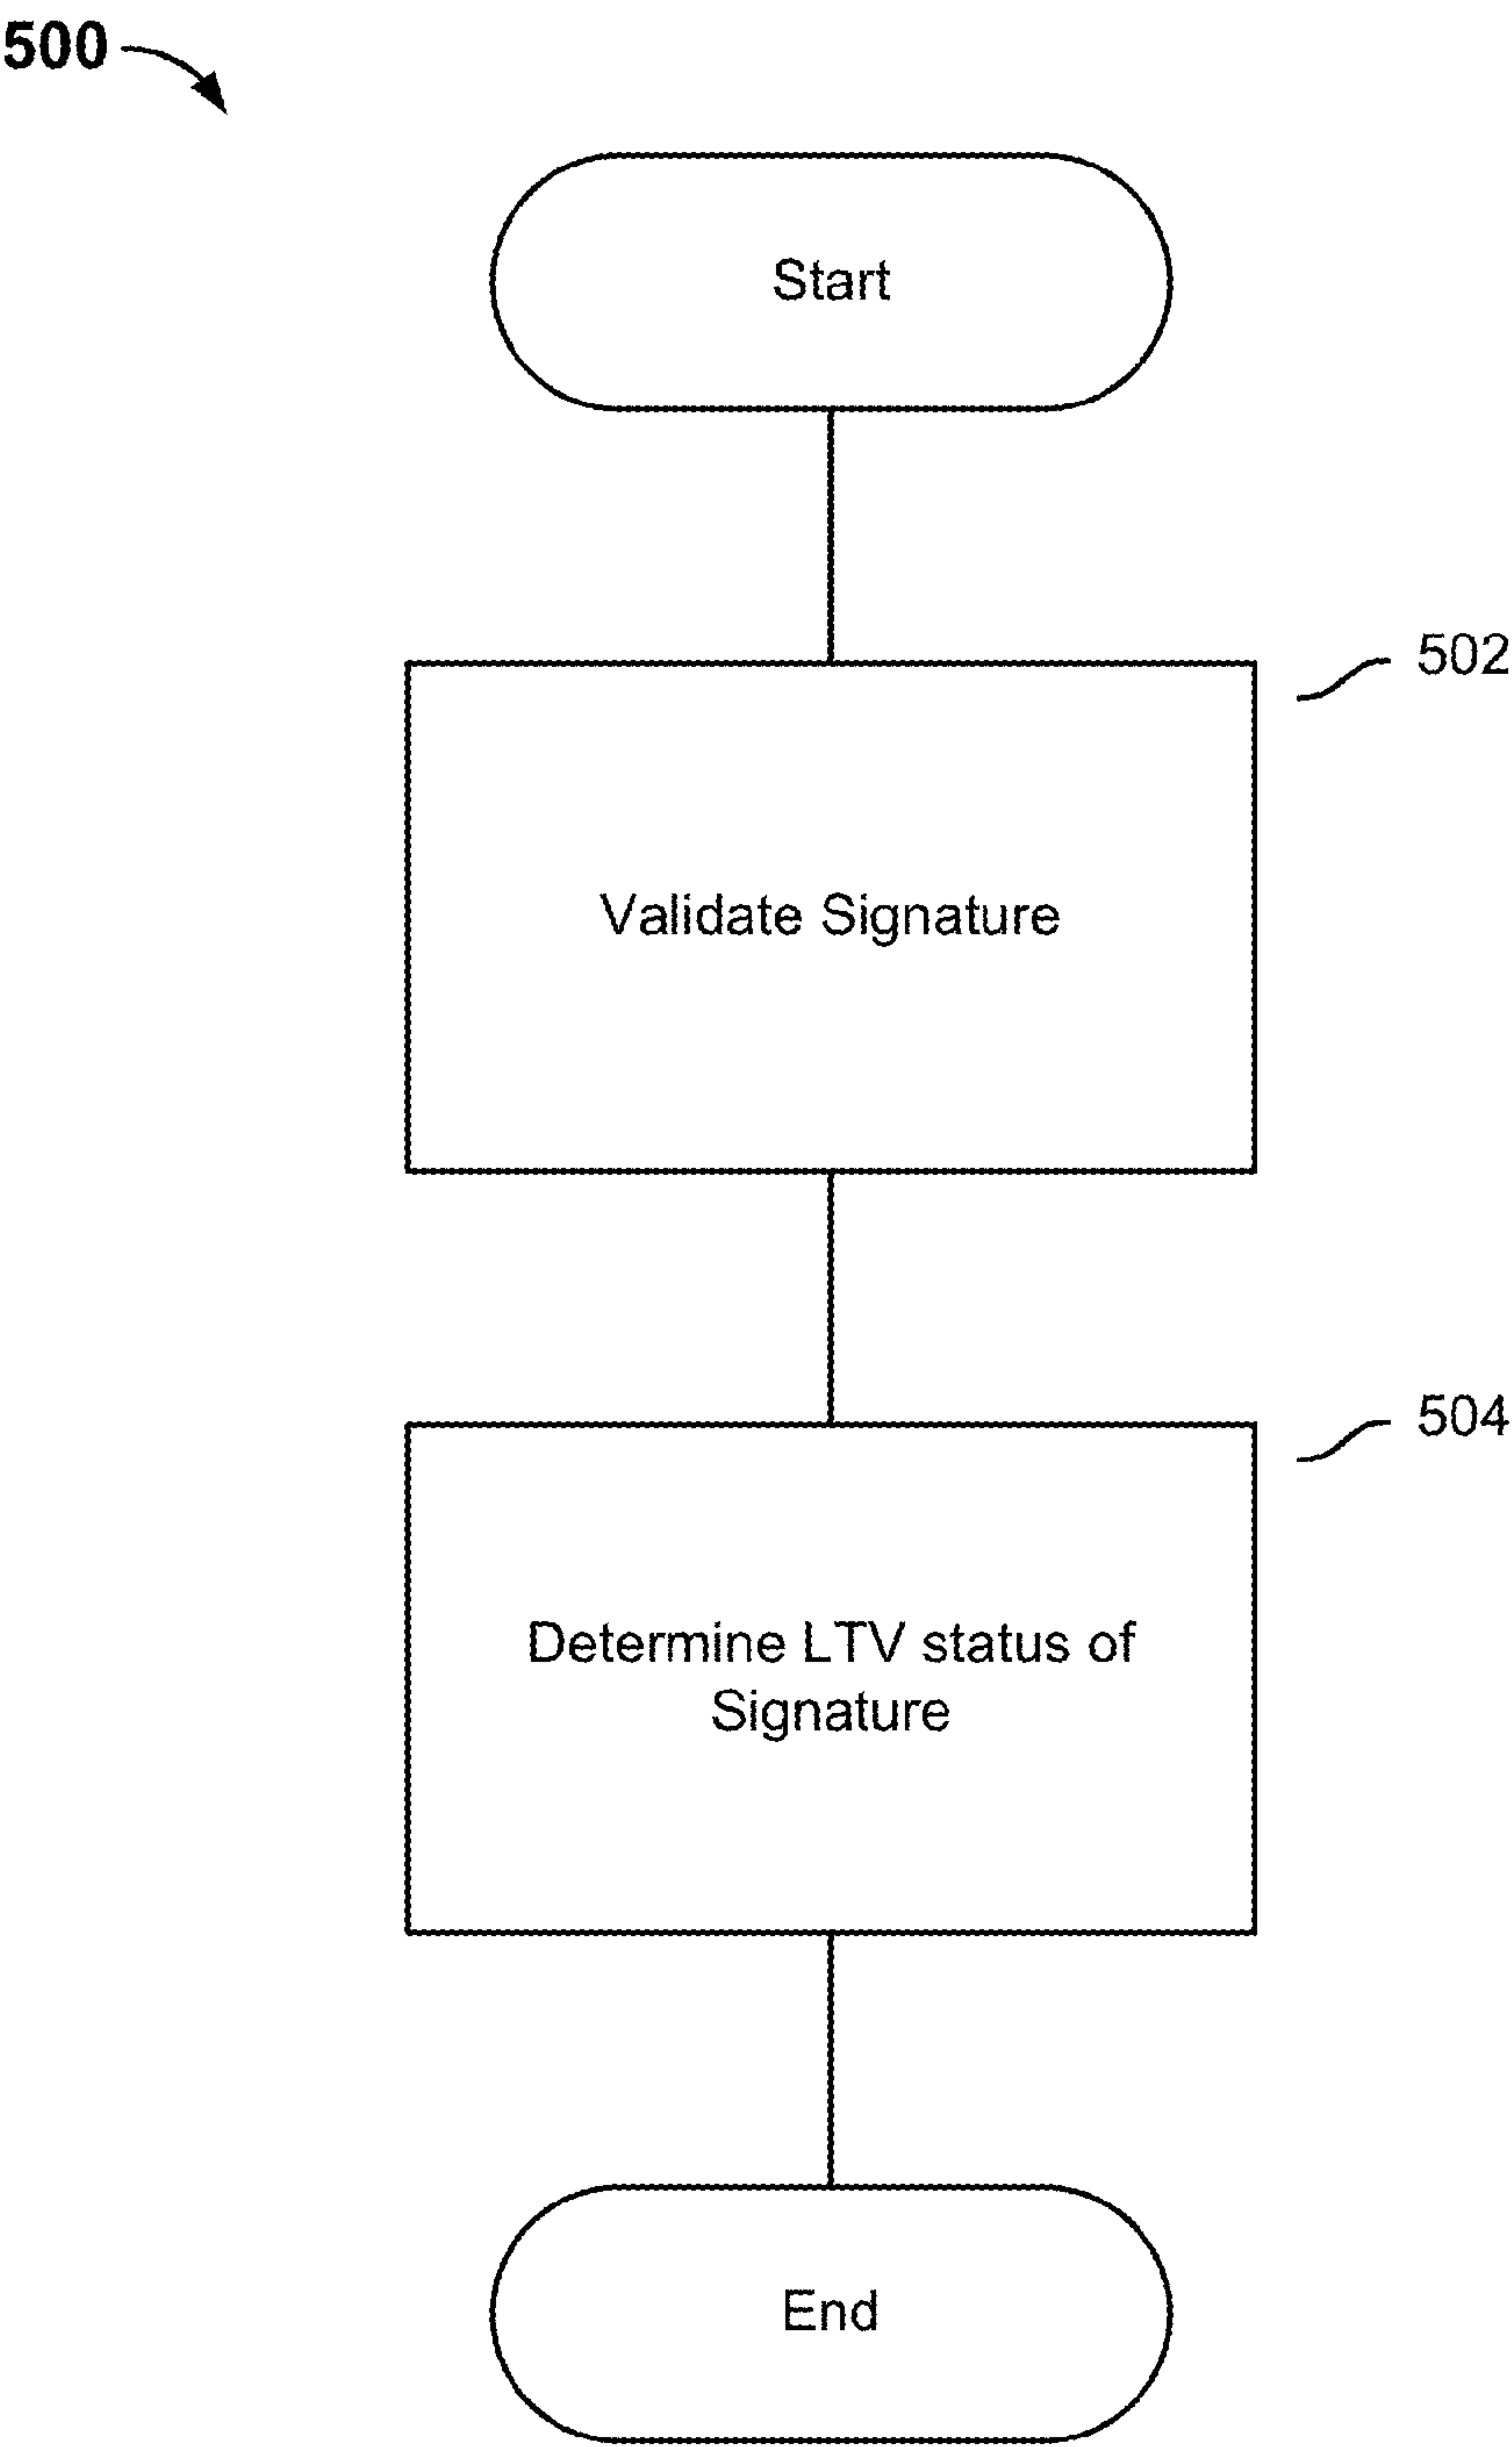 500
Start
502
Validate Signature
504
Determine LTV status of
Signature
End